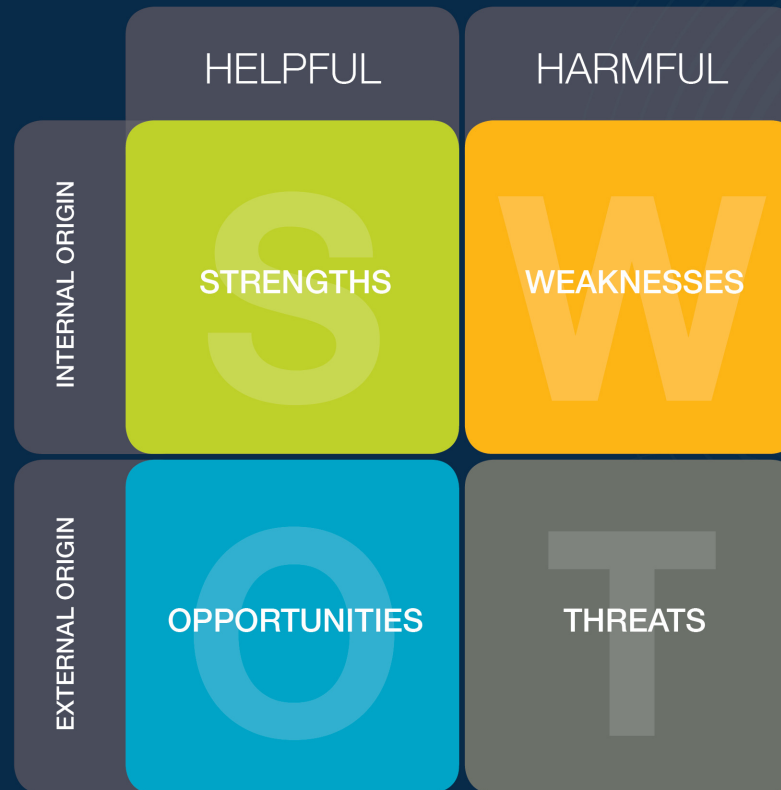 HELPFUL
HARMFUL
INTERNAL ORIGIN
S
STRENGTHS
W
WEAKNESSES
EXTERNAL ORIGIN
O
OPPORTUNITIES
T
THREATS